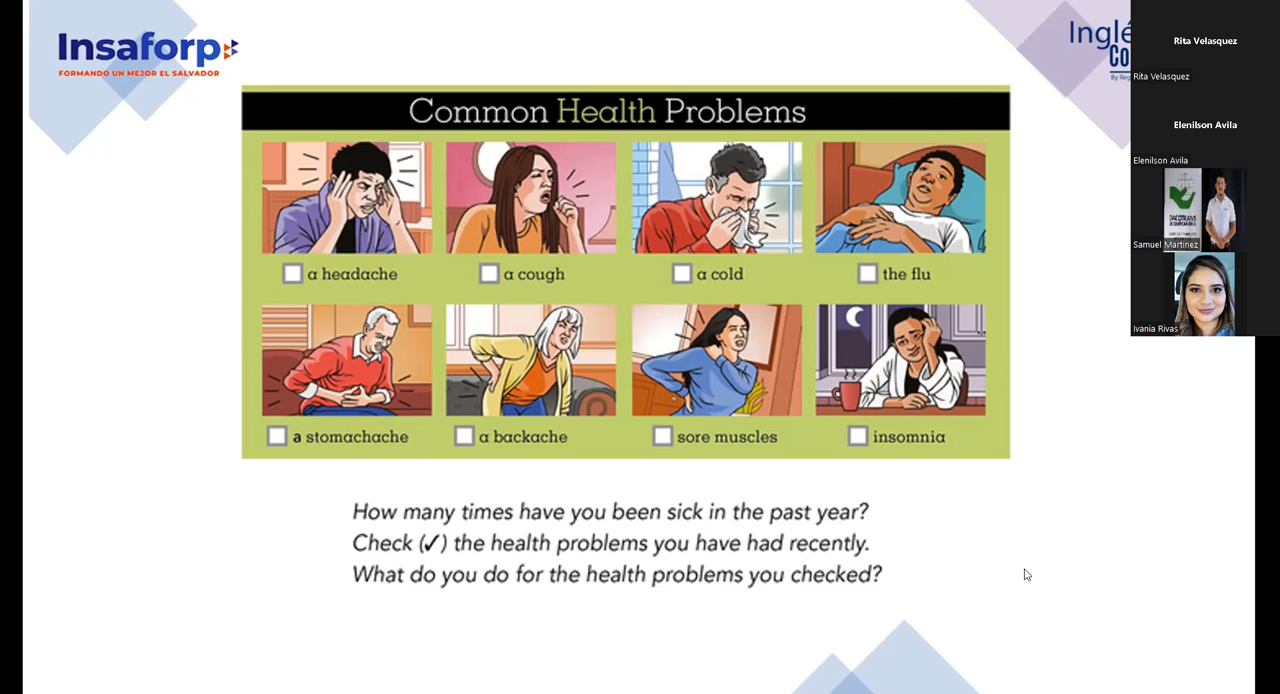 Insaforp
FORMANDO UN MEJOR EL SALVADOR
Inglé
CO
By Reg
Rita Velasquez
Rita Velasquez
Elenilson Avila
Elenilson Avila
Samuel Martinez
Ivania Rivas
Common Health Problems
a headache
a cough
a cold
the flu
a stomachache
a backache
sore muscles
insomnia
How many times have you been sick in the past year?
Check (✓) the health problems you have had recently.
What do you do for the health problems you checked?